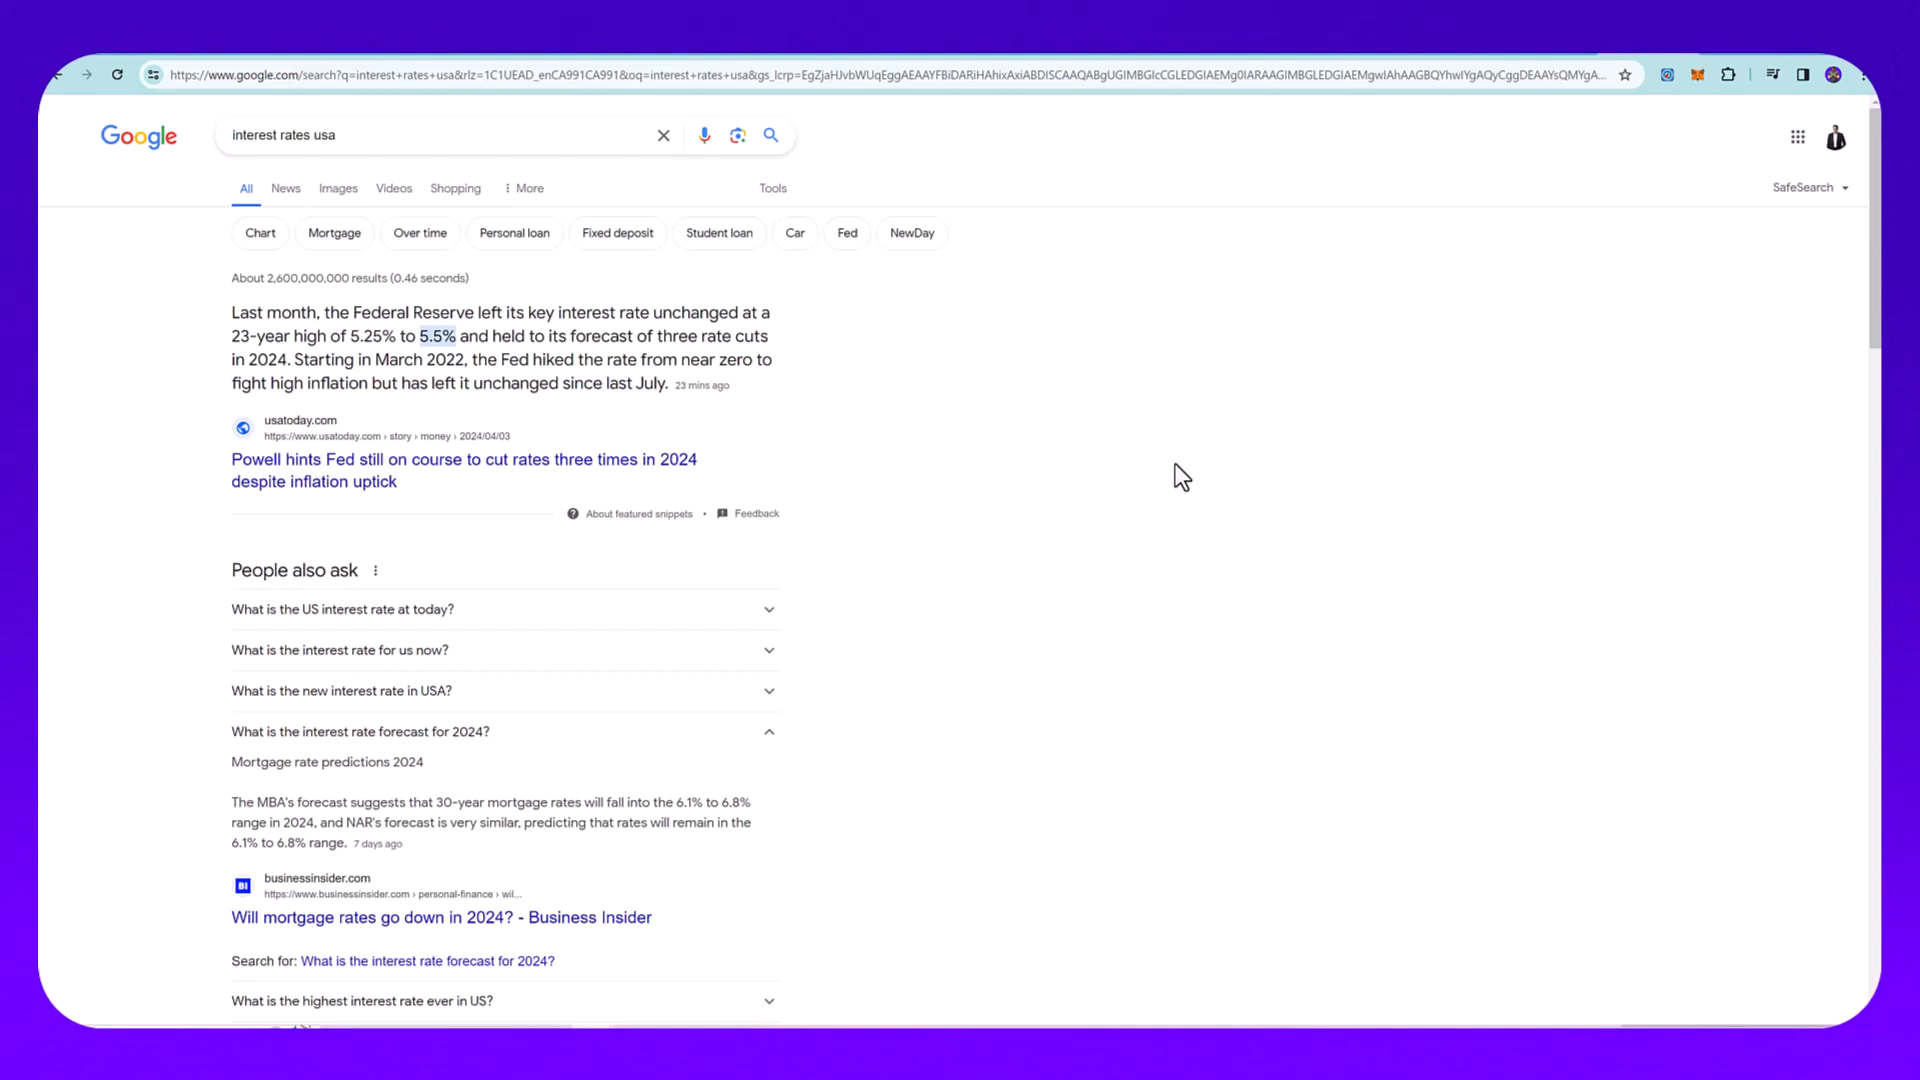 https://www.google.com/search?q=interest+rates+usa&rlz=1C1UEAD_enCA991CA991&oq=interest+rates+usa&gs_lcrp=EgZjaHJvbWUqEggAEAAYFBiDARiHAhixAxiABDISCAAQABgUGIMBGIcCGLEDGIAEMg0IARAAGIMBGLEDGIAEMgwIAhAAGBQYhwIYgAQyCggDEAAYsQMYgA...
Google
interest rates usa
All News Images Videos Shopping More Tools
SafeSearch
Chart Mortgage Over time Personal loan Fixed deposit Student loan Car Fed NewDay
About 2,600,000,000 results (0.46 seconds)
Last month, the Federal Reserve left its key interest rate unchanged at a
23-year high of 5.25% to 5.5% and held to its forecast of three rate cuts
in 2024. Starting in March 2022, the Fed hiked the rate from near zero to
fight high inflation but has left it unchanged since last July. 23 mins ago
usatoday.com
https://www.usatoday.com › story › money › 2024/04/03
Powell hints Fed still on course to cut rates three times in 2024
despite inflation uptick
About featured snippets • Feedback
People also ask
What is the US interest rate at today?
What is the interest rate for us now?
What is the new interest rate in USA?
What is the interest rate forecast for 2024?
Mortgage rate predictions 2024
The MBA's forecast suggests that 30-year mortgage rates will fall into the 6.1% to 6.8%
range in 2024, and NAR's forecast is very similar, predicting that rates will remain in the
6.1% to 6.8% range. 7 days ago
BI
businessinsider.com
https://www.businessinsider.com › personal-finance › wil...
Will mortgage rates go down in 2024? - Business Insider
Search for: What is the interest rate forecast for 2024?
What is the highest interest rate ever in US?